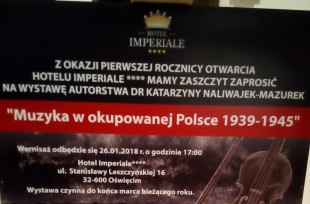 HOTEL
IMPERIALE
****
Z OKAZJI PIERWSZEJ ROCZNICY OTWARCIA
HOTELU IMPERIALE **** MAMY ZASZCZYT ZAPROSIĆ
NA WYSTAWĘ AUTORSTWA DR KATARZYNY NALIWAJEK-MAZUREK
"Muzyka w okupowanej Polsce 1939-1945"
Wernisaż odbędzie się 26.01.2018 o godzinie 17:00
Hotel Imperiale****
ul. Stanisławy Leszczyńskiej 16
32-600 Oświęcim
Wystawa czynna do końca marca bieżącego roku.